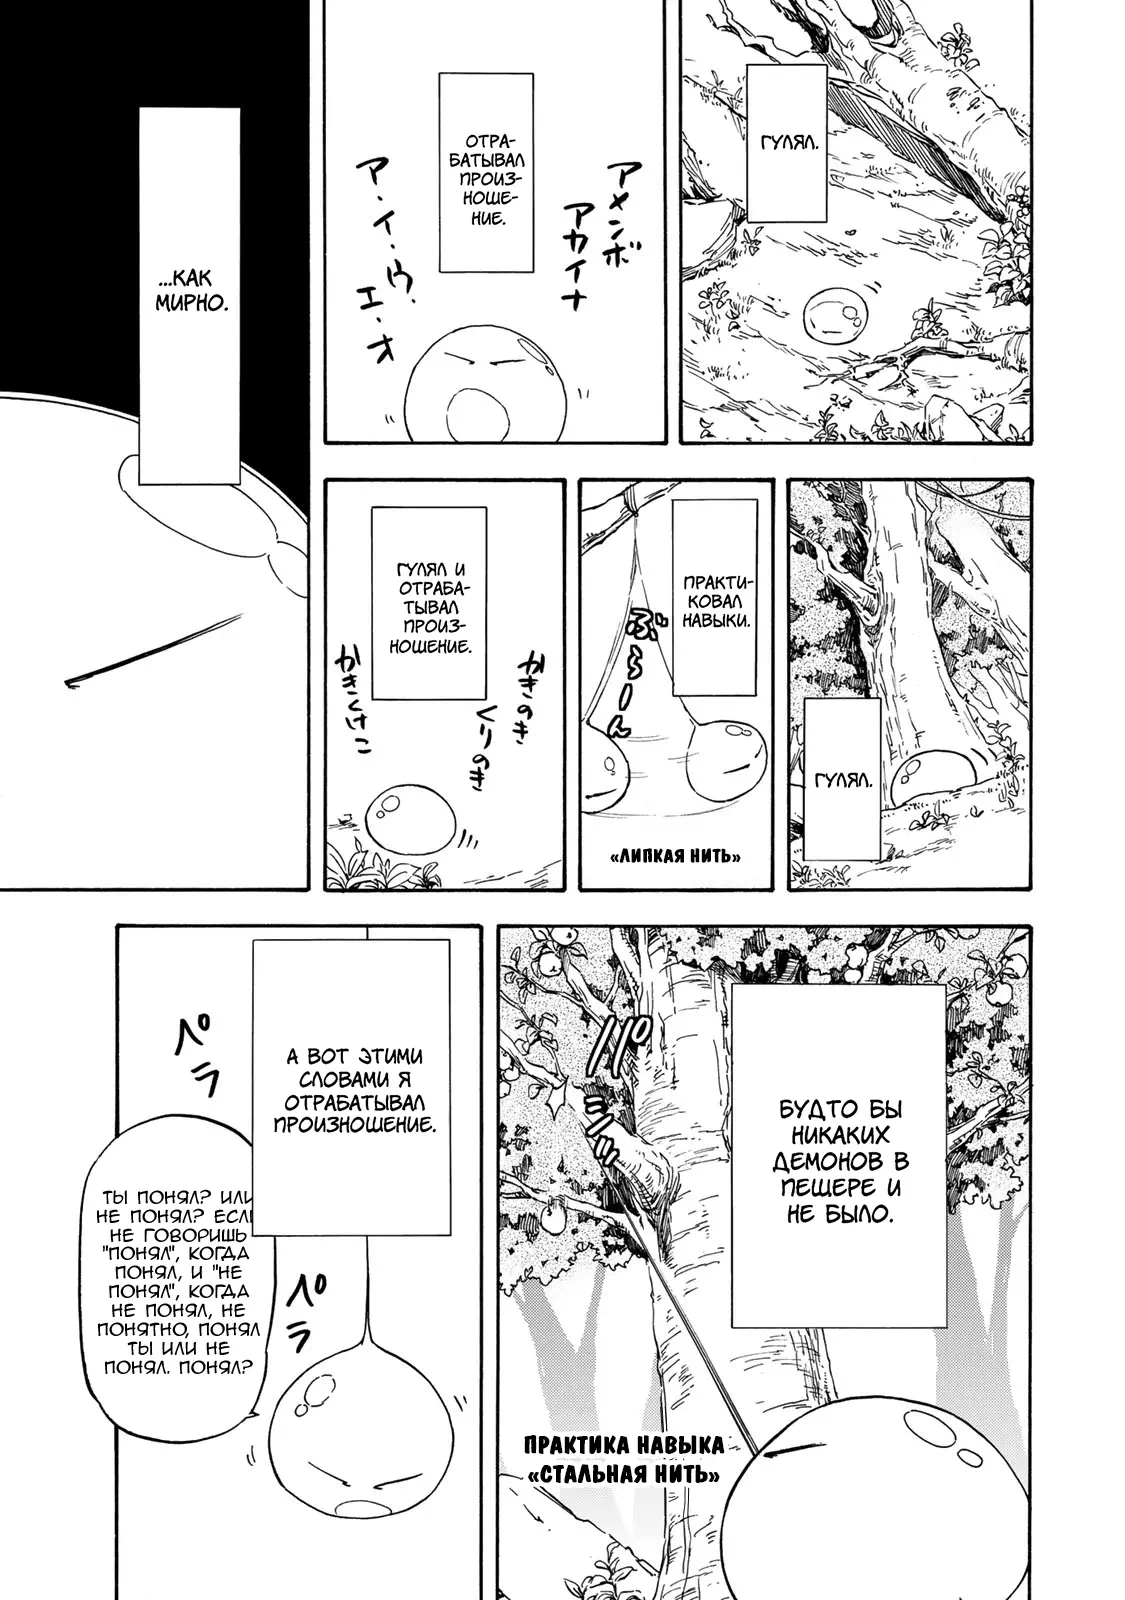 ГУЛЯЛ.
ОТРА-
БАТЫВАЛ
ПРОИЗ-
НОШЕ-
НИЕ.
アメンボ
アカイナ
ア・イ・ウ・
エ・オ
...КАК
МИРНО.
ГУЛЯЛ.
ПРАКТИ-
КОВАЛ
НАВЫКИ.
ぶらーん
«ЛИПКАЯ НИТЬ»
ГУЛЯЛ И
ОТРАБА-
ТЫВАЛ
ПРОИЗ-
НОШЕНИЕ.
かきのき
くりのき
かきくけこ
БУДТО БЫ
НИКАКИХ
ДЕМОНОВ В
ПЕЩЕРЕ И
НЕ БЫЛО.
ПРАКТИКА НАВЫКА
«СТАЛЬНАЯ НИТЬ»
А ВОТ ЭТИМИ
СЛОВАМИ Я
ОТРАБАТЫВАЛ
ПРОИЗНОШЕНИЕ.
ペラ
ペラ
ТЫ ПОНЯЛ? ИЛИ
НЕ ПОНЯЛ? ЕСЛИ
НЕ ГОВОРИШЬ
"ПОНЯЛ", КОГДА
ПОНЯЛ, И "НЕ
ПОНЯЛ", КОГДА
НЕ ПОНЯЛ, НЕ
ПОНЯТНО, ПОНЯЛ
ТЫ ИЛИ НЕ
ПОНЯЛ. ПОНЯЛ?